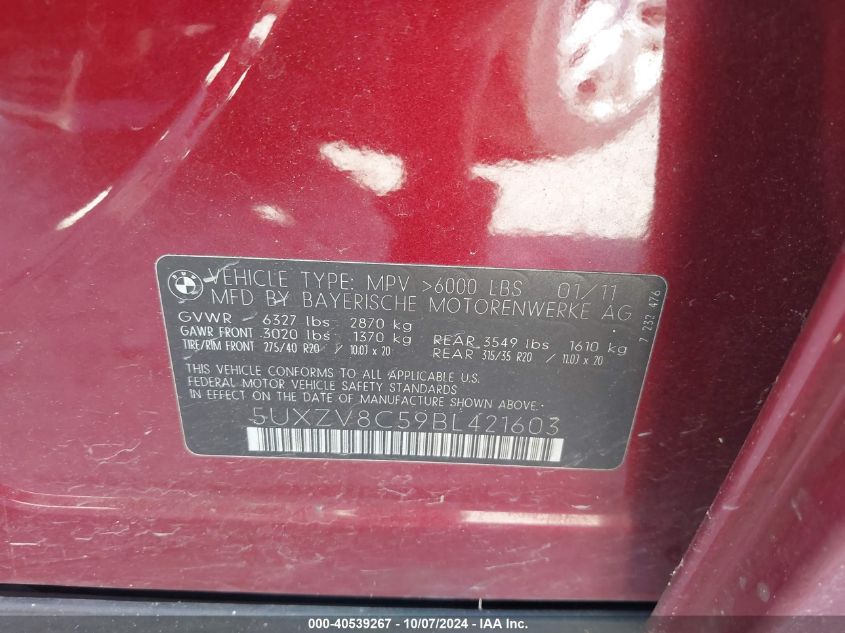 BMW
VEHICLE TYPE: MPV >6000 LBS 01/11
MFD BY BAYERISCHE MOTORENWERKE AG
GVWR 6327 lbs 2870 kg
GAWR FRONT 3020 lbs 1370 kg REAR 3549 lbs 1610 kg
TIRE/RIM FRONT 275/40 R20 / 10.0J x 20 REAR 315/35 R20 / 11.0J x 20
THIS VEHICLE CONFORMS TO ALL APPLICABLE U.S.
FEDERAL MOTOR VEHICLE SAFETY STANDARDS
IN EFFECT ON THE DATE OF MANUFACTURE SHOWN ABOVE.
5UXZV8C59BL421603
7 232 476
000-40539267 - 10/07/2024 - IAAI.COM